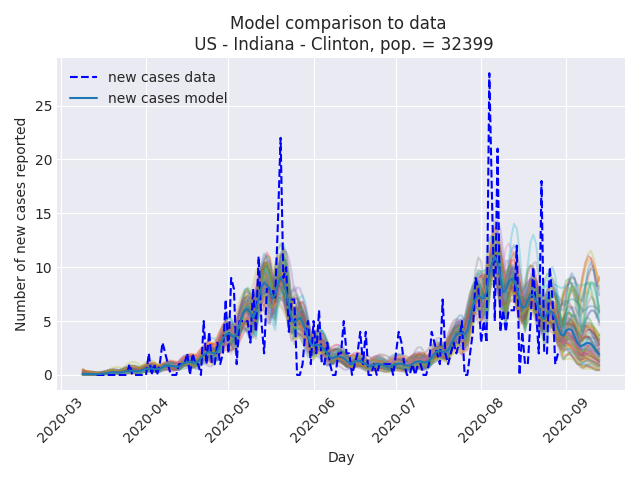 Model comparison to data
US - Indiana - Clinton, pop. = 32399
new cases data
new cases model
Number of new cases reported
25
20
15
10
5
0
2020-03
2020-04
2020-05
2020-06
2020-07
2020-08
2020-09
Day